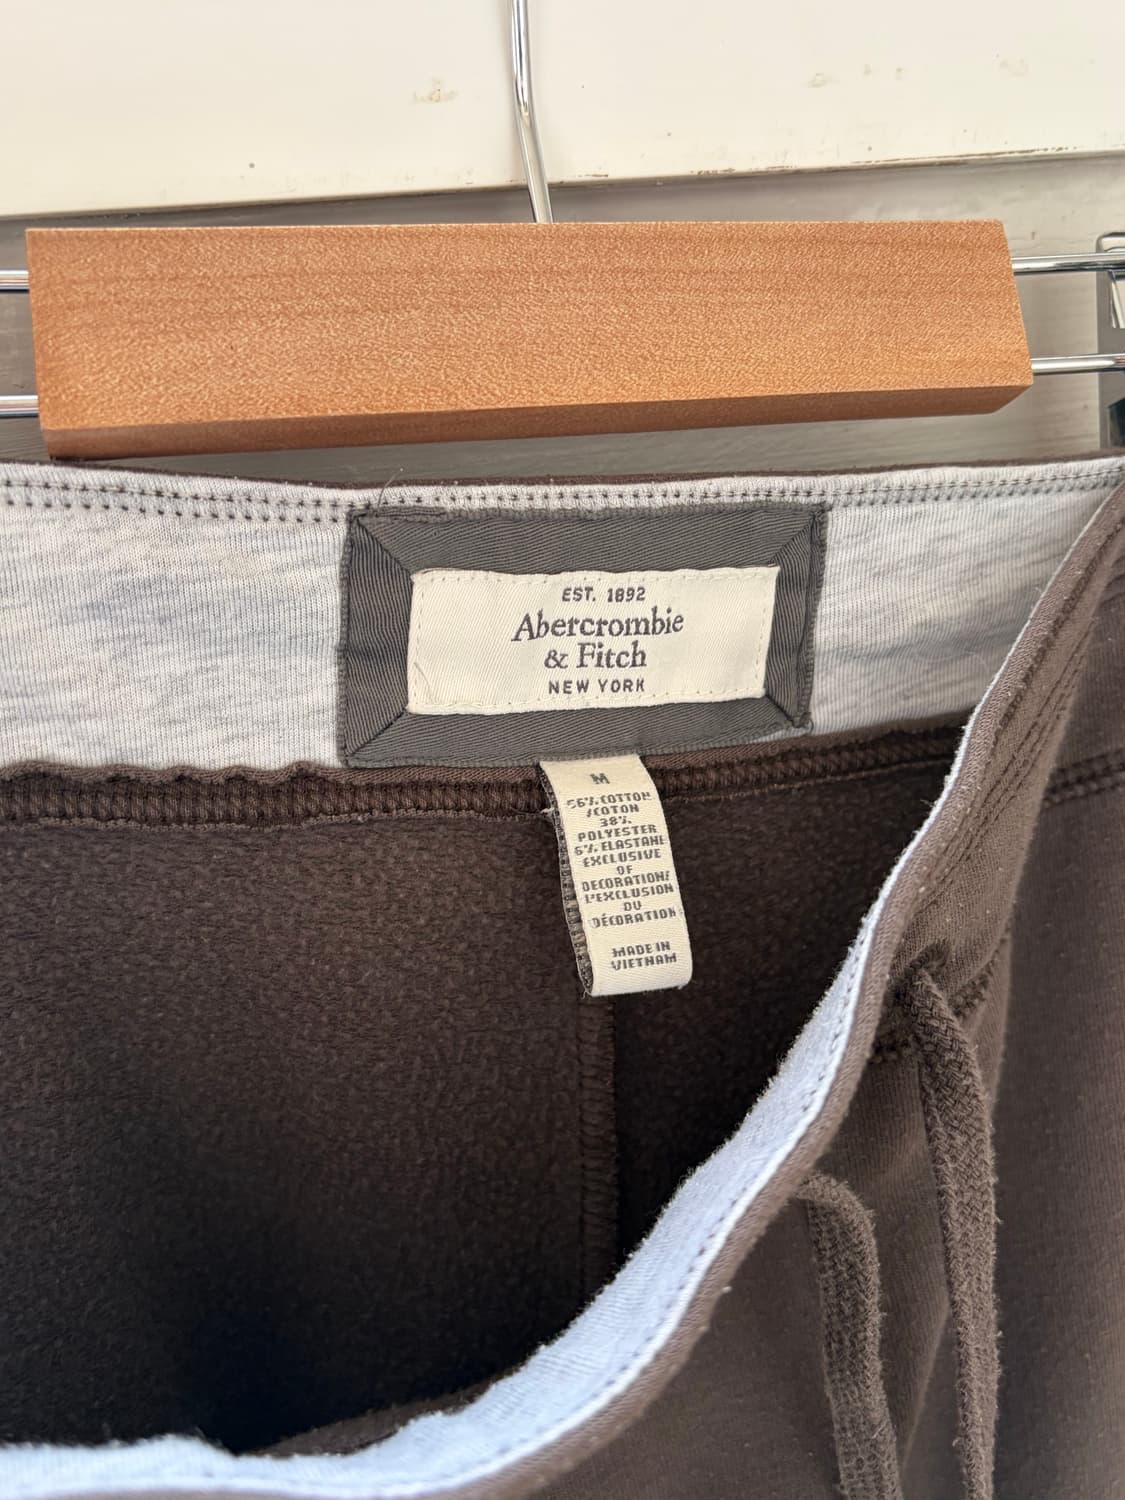 EST. 1892
Abercrombie
& Fitch
NEW YORK
M
56% COTTON
/COTON
38%
POLYESTER
6% ELASTANE
EXCLUSIVE
OF
DECORATION/
L'EXCLUSION
DU
DÉCORATION
MADE IN
VIETNAM